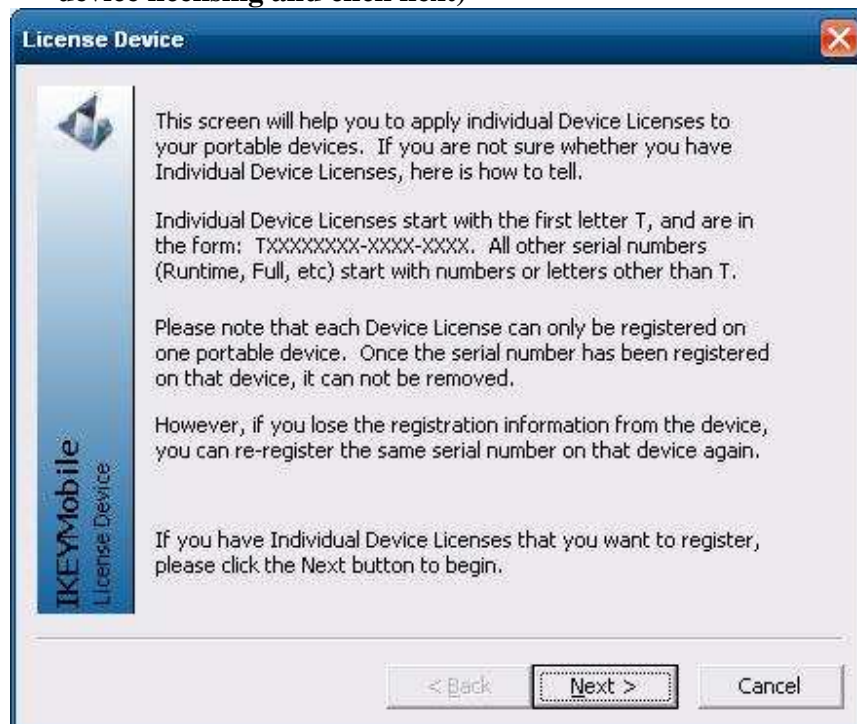 device licensing and click next)
License Device
This screen will help you to apply individual Device Licenses to
your portable devices. If you are not sure whether you have
Individual Device Licenses, here is how to tell.
Individual Device Licenses start with the first letter T, and are in
the form: TXXXXXXXX-XXXX-XXXX. All other serial numbers
(Runtime, Full, etc) start with numbers or letters other than T.
Please note that each Device License can only be registered on
one portable device. Once the serial number has been registered
on that device, it can not be removed.
However, if you lose the registration information from the device,
you can re-register the same serial number on that device again.
If you have Individual Device Licenses that you want to register,
please click the Next button to begin.
IKEYMobile
License Device
< Back
Next >
Cancel